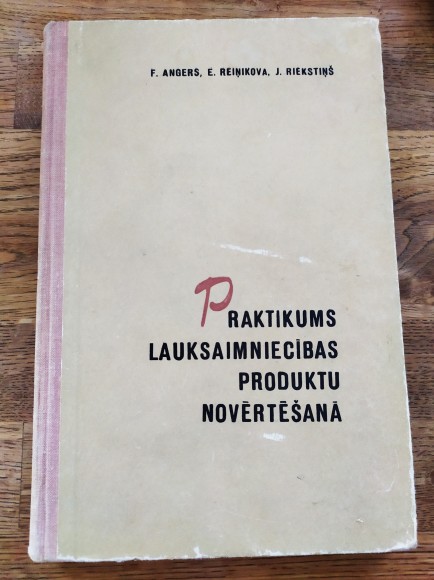 F. ANGERS, E. REIŅIKOVA, J. RIEKSTIŅŠ
PRAKTIKUMS
LAUKSAIMNIECĪBAS
PRODUKTU
NOVĒRTĒŠANĀ